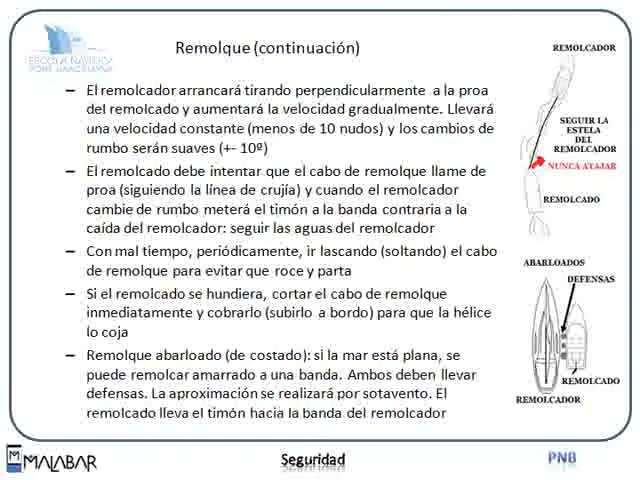 Remolque (continuación)
ESCOLA NÀUTICA
PORT BARCELONA
– El remolcador arrancará tirando perpendicularmente a la proa
del remolcado y aumentará la velocidad gradualmente. Llevará
una velocidad constante (menos de 10 nudos) y los cambios de
rumbo serán suaves (+- 10º)
– El remolcado debe intentar que el cabo de remolque llame de
proa (siguiendo la línea de crujía) y cuando el remolcador
cambie de rumbo meterá el timón a la banda contraria a la
caída del remolcador: seguir las aguas del remolcador
– Con mal tiempo, periódicamente, ir lascando (soltando) el cabo
de remolque para evitar que roce y parta
– Si el remolcado se hundiera, cortar el cabo de remolque
inmediatamente y cobrarlo (subirlo a bordo) para que la hélice
lo coja
– Remolque abarloado (de costado): si la mar está plana, se
puede remolcar amarrado a una banda. Ambos deben llevar
defensas. La aproximación se realizará por sotavento. El
remolcado lleva el timón hacia la banda del remolcador
REMOLCADOR
SEGUIR LA
ESTELA
DEL
REMOLCADOR
NUNCA ATAJAR
REMOLCADO
ABARLOADOS
DEFENSAS
REMOLCADO
REMOLCADOR
MALABAR
Seguridad
PNB